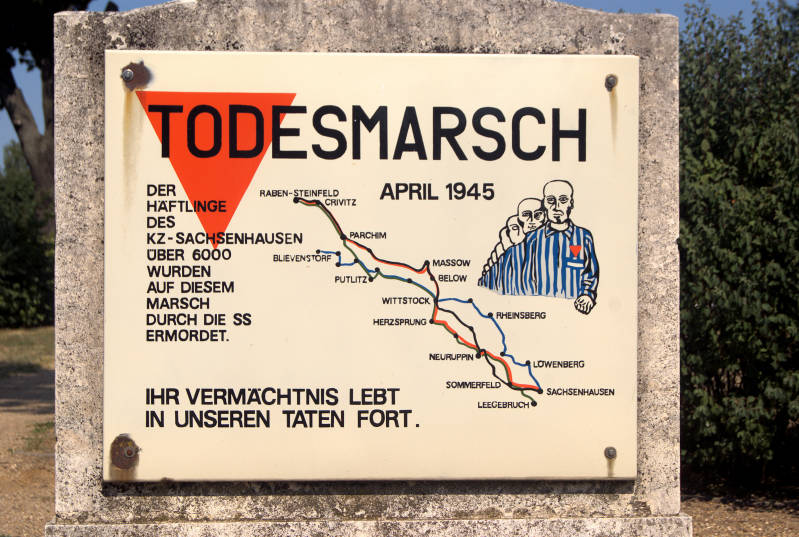 TODESMARSCH
APRIL 1945
DER
HÄFTLINGE
DES
KZ-SACHSENHAUSEN
ÜBER 6000
WURDEN
AUF DIESEM
MARSCH
DURCH DIE SS
ERMORDET.
RABEN-STEINFELD
CRIVITZ
PARCHIM
BLIEVENSTORF
PUTLITZ
MASSOW
BELOW
WITTSTOCK
RHEINSBERG
HERZSPRUNG
NEURUPPIN
LÖWENBERG
SOMMERFELD
SACHSENHAUSEN
LEEGEBRUCH
IHR VERMÄCHTNIS LEBT
IN UNSEREN TATEN FORT.